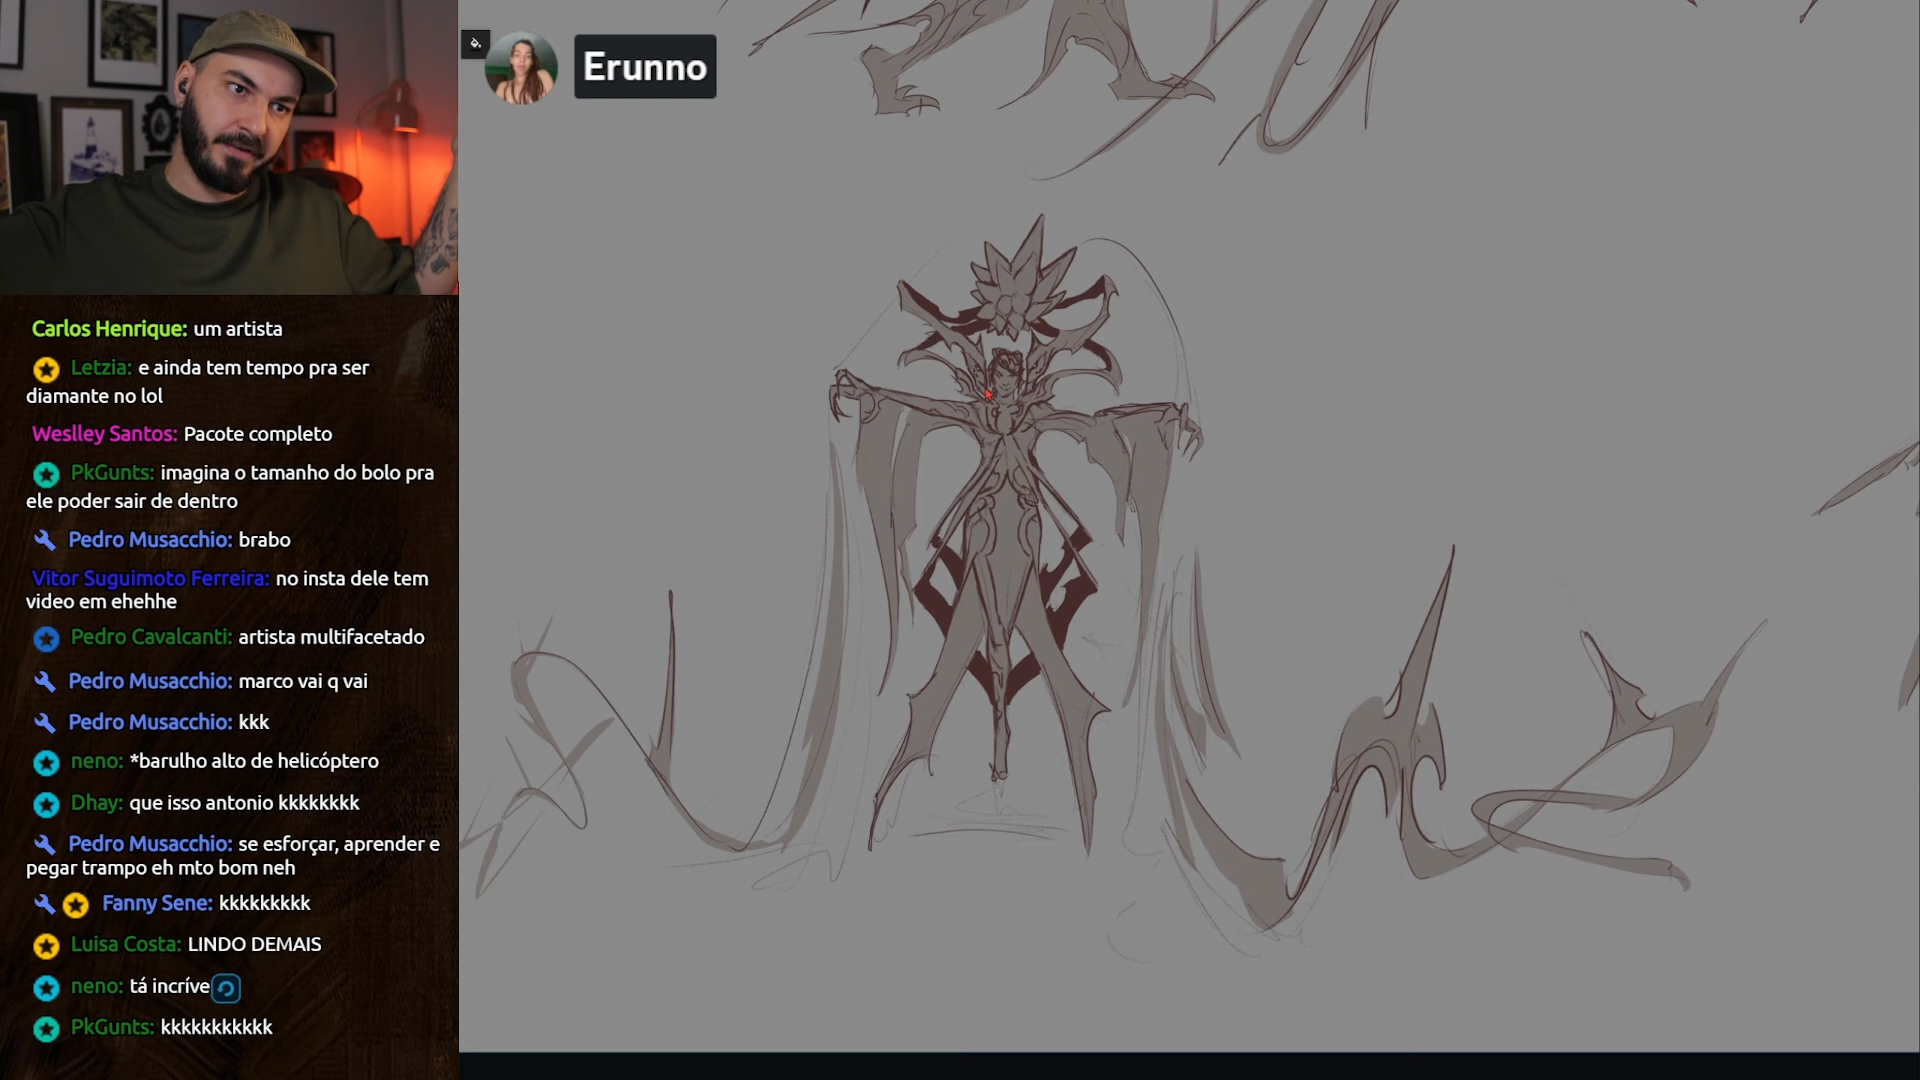 Erunno
Carlos Henrique: um artista
Letzia: e ainda tem tempo pra ser
diamante no lol
Weslley Santos: Pacote completo
PkGunts: imagina o tamanho do bolo pra
ele poder sair de dentro
Pedro Musacchio: brabo
Vitor Suguimoto Ferreira: no insta dele tem
video em ehehhe
Pedro Cavalcanti: artista multifacetado
Pedro Musacchio: marco vai q vai
Pedro Musacchio: kkk
neno: *barulho alto de helicóptero
Dhay: que isso antonio kkkkkkkk
Pedro Musacchio: se esforçar, aprender e
pegar trampo eh mto bom neh
Fanny Sene: kkkkkkkkk
Luisa Costa: LINDO DEMAIS
neno: tá incríve
PkGunts: kkkkkkkkkkk